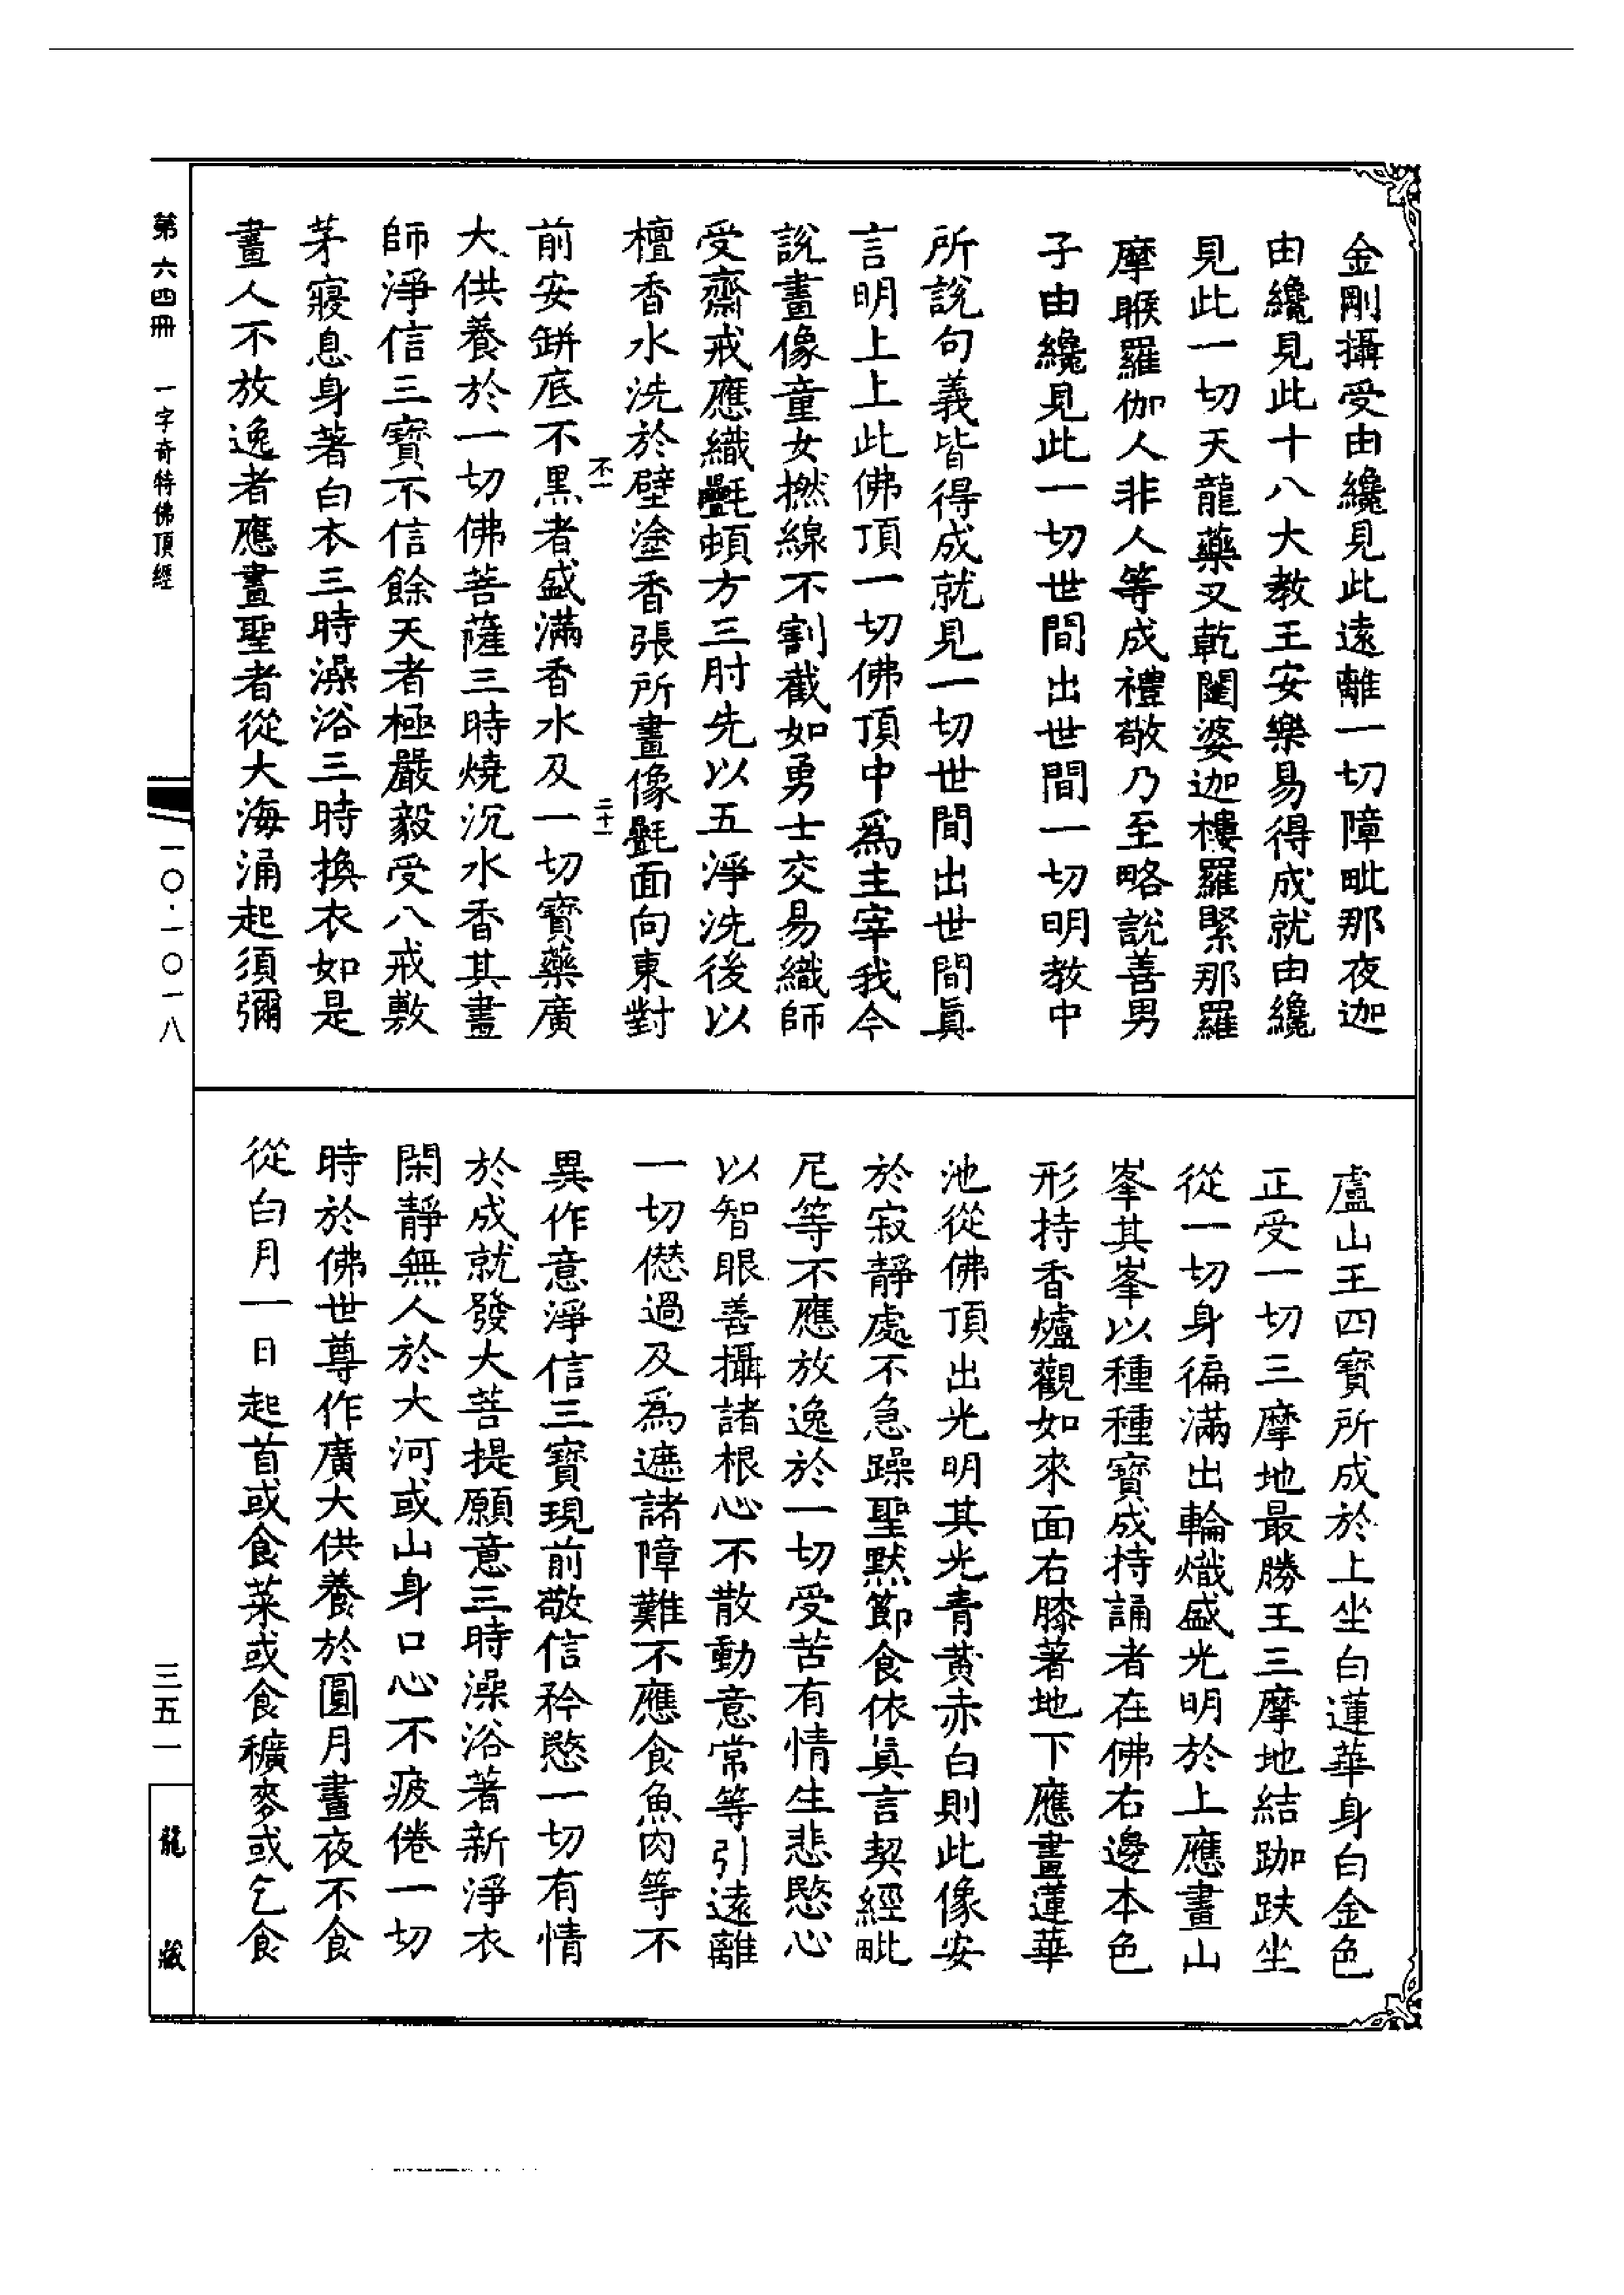 金剛攝受由纔見此遠離一切障毗那夜迦
由纔見此十八大教王安樂易得成就由纔
見此一切天龍藥叉乾闥婆迦樓羅緊那羅
摩睺羅伽人非人等成禮敬乃至略說善男
子由纔見此一切世間出世間一切明教中
所說句義皆得成就見一切世間出世間眞
言明上上此佛頂一切佛頂中爲主宰我今
說畫像童女撚線不割截如勇士交易織師
受齋戒應織㲲頓方三肘先以五淨洗後以
檀香水洗於壁塗香張所畫像㲲面向東對
不一
二十一
前安缾底不黑者盛滿香水及一切寶藥廣
大供養於一切佛菩薩三時燒沉水香其畫
師淨信三寶不信餘天者極嚴毅受八戒敷
茅寢息身著白衣三時澡浴三時換衣如是
畫人不放逸者應畫聖者從大海涌起須彌
盧山王四寶所成於上坐白蓮華身白金色
正受一切三摩地最勝王三摩地結跏趺坐
從一切身徧滿出輪熾盛光明於上應畫山
峯其峯以種種寶成持誦者在佛右邊本色
形持香爐觀如來面右膝著地下應畫蓮華
池從佛頂出光明其光青黃赤白則此像安
於寂靜處不急躁聖默節食依眞言契經毗
尼等不應放逸於一切受苦有情生悲愍心
以智眼善攝諸根心不散動意常等引遠離
一切僁過及爲遮諸障難不應食魚肉等不
異作意淨信三寶現前敬信矜愍一切有情
於成就發大菩提願意三時澡浴著新淨衣
閑靜無人於大河或山身口心不疲倦一切
時於佛世尊作廣大供養於圓月晝夜不食
從白月一日起首或食菜或食穬麥或乞食
第六四冊 一字奇特佛頂經
一〇·一〇一八
三五一
龍藏